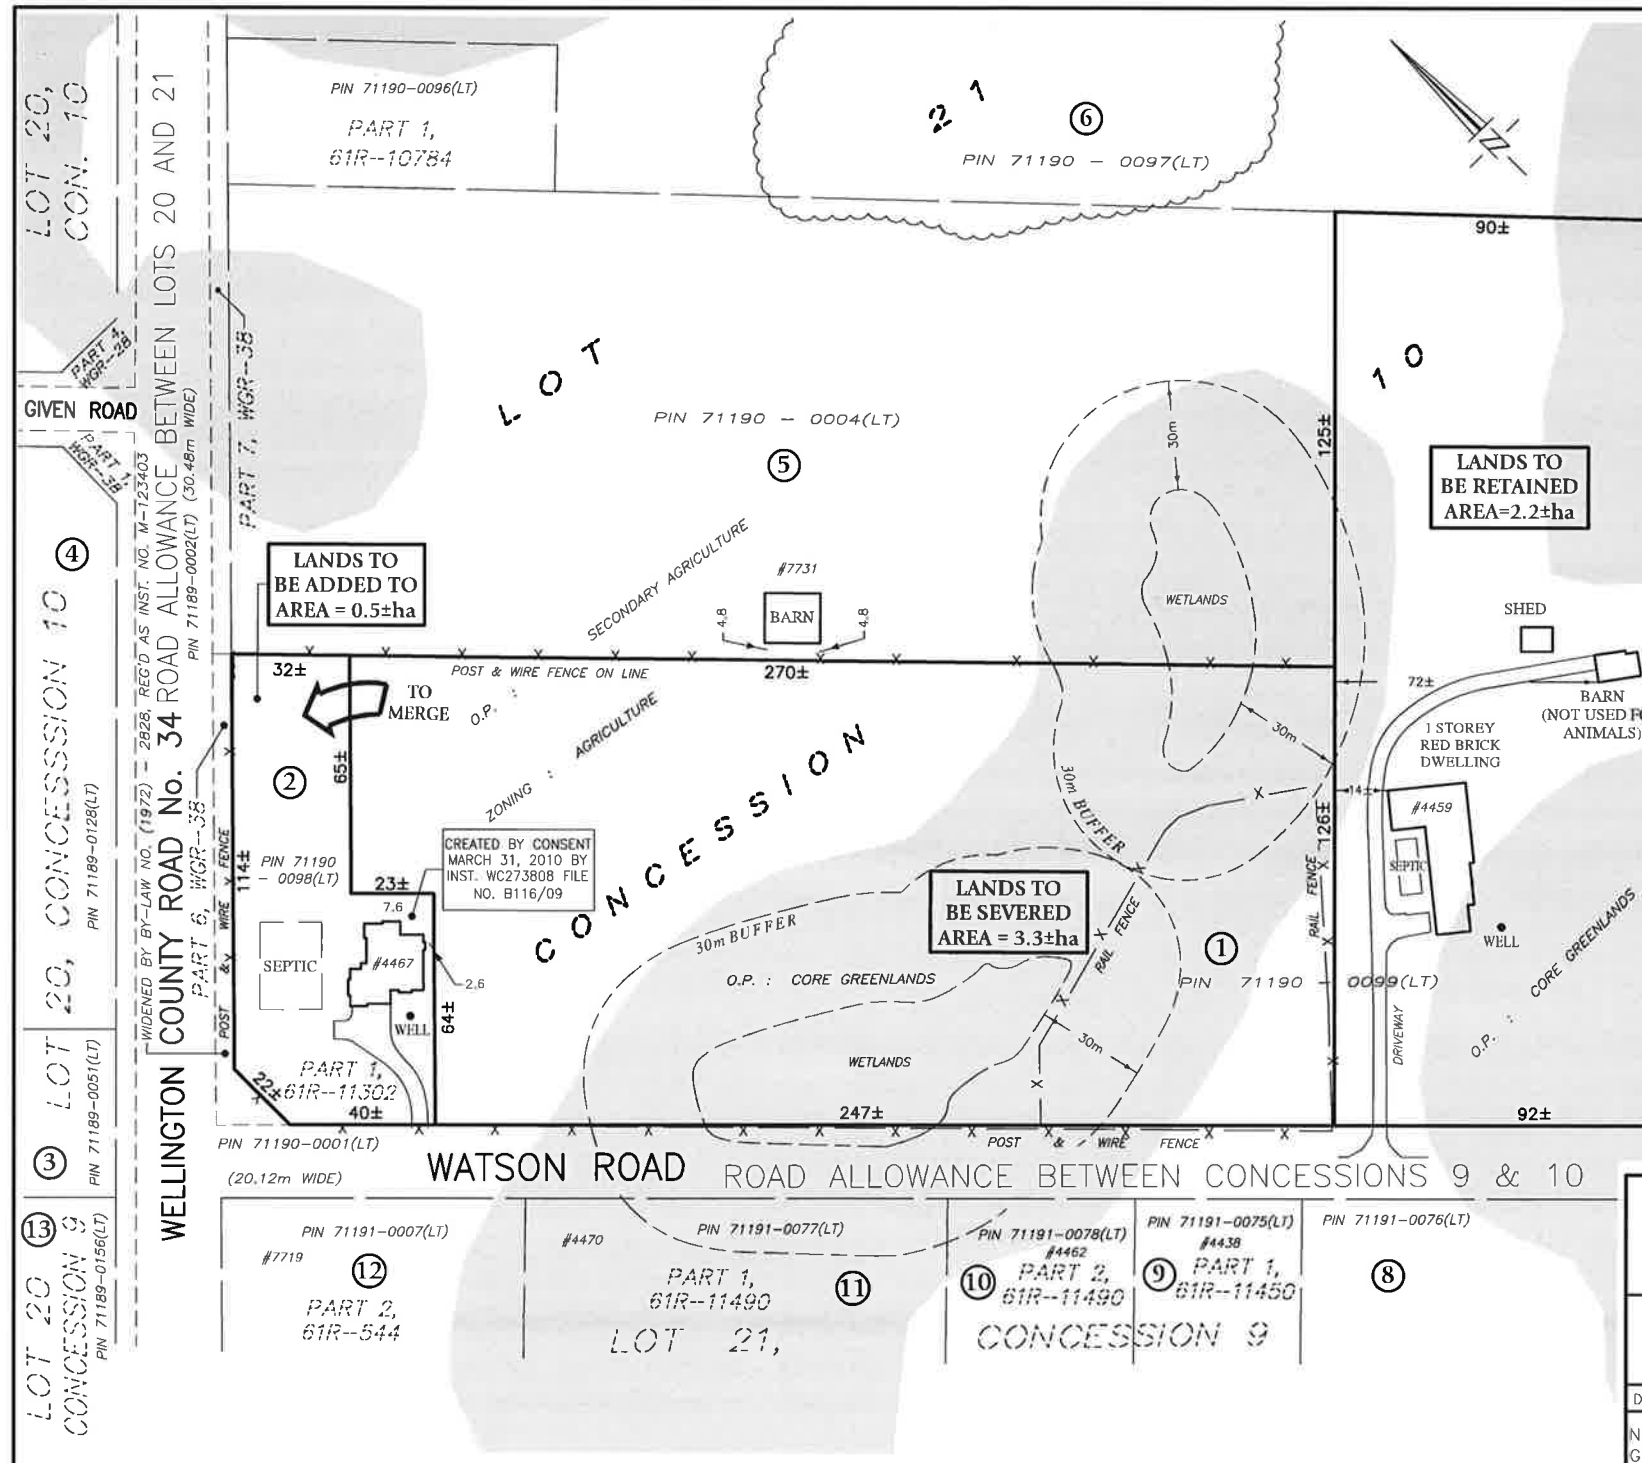 LOT 20,
CON. 10
PIN 71190-0096(LT)
PART 1,
61R--10784
21
6
PIN 71190 - 0097(LT)
90±
WELLINGTON COUNTY ROAD No. 34 ROAD ALLOWANCE BETWEEN LOTS 20 AND 21
WIDENED BY BY-LAW NO. (1972) - 2828, REG'D AS INST. NO. M-123403
PIN 71189-0002(LT) (30.48m WIDE)
PART 7, WGR--38
PART 6, WGR--38
PART 4,
WGR--28
GIVEN ROAD
PART 1,
WGR--38
LOT
10
PIN 71190 - 0004(LT)
5
30m
125±
LANDS TO
BE RETAINED
AREA=2.2±ha
4
LOT 20, CONCESSSION 10
PIN 71189-0128(LT)
LANDS TO
BE ADDED TO
AREA = 0.5±ha
SECONDARY AGRICULTURE
#7731
BARN
4.8
4.8
WETLANDS
SHED
32±
POST & WIRE FENCE ON LINE
270±
TO
MERGE
O.P. :
ZONING : AGRICULTURE
72±
BARN
(NOT USED FO
ANIMALS)
1 STOREY
RED BRICK
DWELLING
30m
65±
2
30m BUFFER
14±
#4459
CONCESSION
POST & WIRE FENCE
114±
PIN 71190
- 0098(LT)
CREATED BY CONSENT
MARCH 31, 2010 BY
INST. WC273808 FILE
NO. B116/09
23±
7.6
126±
RAIL FENCE
SEPTIC
WELL
LANDS TO
BE SEVERED
AREA = 3.3±ha
30m BUFFER
RAIL FENCE
1
SEPTIC
#4467
2.6
O.P. : CORE GREENLANDS
PIN 71190 - 0099(LT)
O.P. : CORE GREENLANDS
WELL
64±
DRIVEWAY
30m
WETLANDS
PART 1,
61R--11302
22±
40±
247±
92±
3
PIN 71189-0051(LT)
PIN 71190-0001(LT)
(20.12m WIDE)
POST & WIRE FENCE
WATSON ROAD ROAD ALLOWANCE BETWEEN CONCESSIONS 9 & 10
13
LOT 20
CONCESSION 9
PIN 71189-0156(LT)
PIN 71191-0007(LT)
#7719
12
PART 2,
61R--544
#4470
PIN 71191-0077(LT)
PART 1,
61R--11490
11
PIN 71191-0078(LT)
#4462
10
PART 2,
61R--11490
PIN 71191-0075(LT)
#4438
9
PART 1,
61R--11450
PIN 71191-0076(LT)
8
LOT 21,
CONCESSION 9
D
N
G